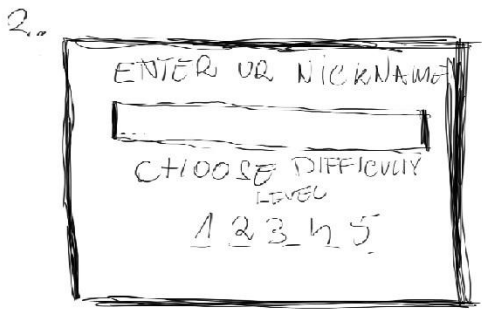 2.
ENTER UR NICKNAME
CHOOSE DIFFICULTY
LEVEL
1 2 3 4 5